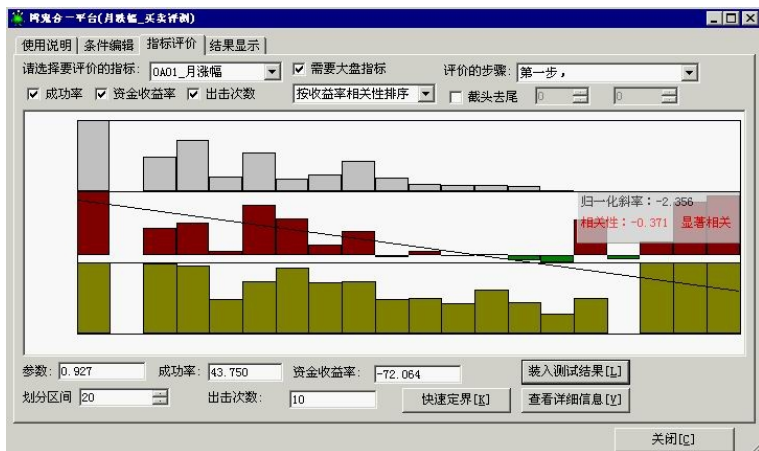 捕鬼合一平台(月跌幅_买卖评测)
使用说明 条件编辑 指标评价 结果显示
请选择要评价的指标: 0A01_月涨幅 需要大盘指标 评价的步骤: 第一步,
成功率 资金收益率 出击次数 按收益率相关性排序 截头去尾 0 0
归一化斜率:-2.356
相关性:-0.371 显著相关
参数: 0.927 成功率: 43.750 资金收益率: -72.064 装入测试结果[L]
划分区间 20 出击次数: 10 快速定界[K] 查看详细信息[V]
关闭[C]